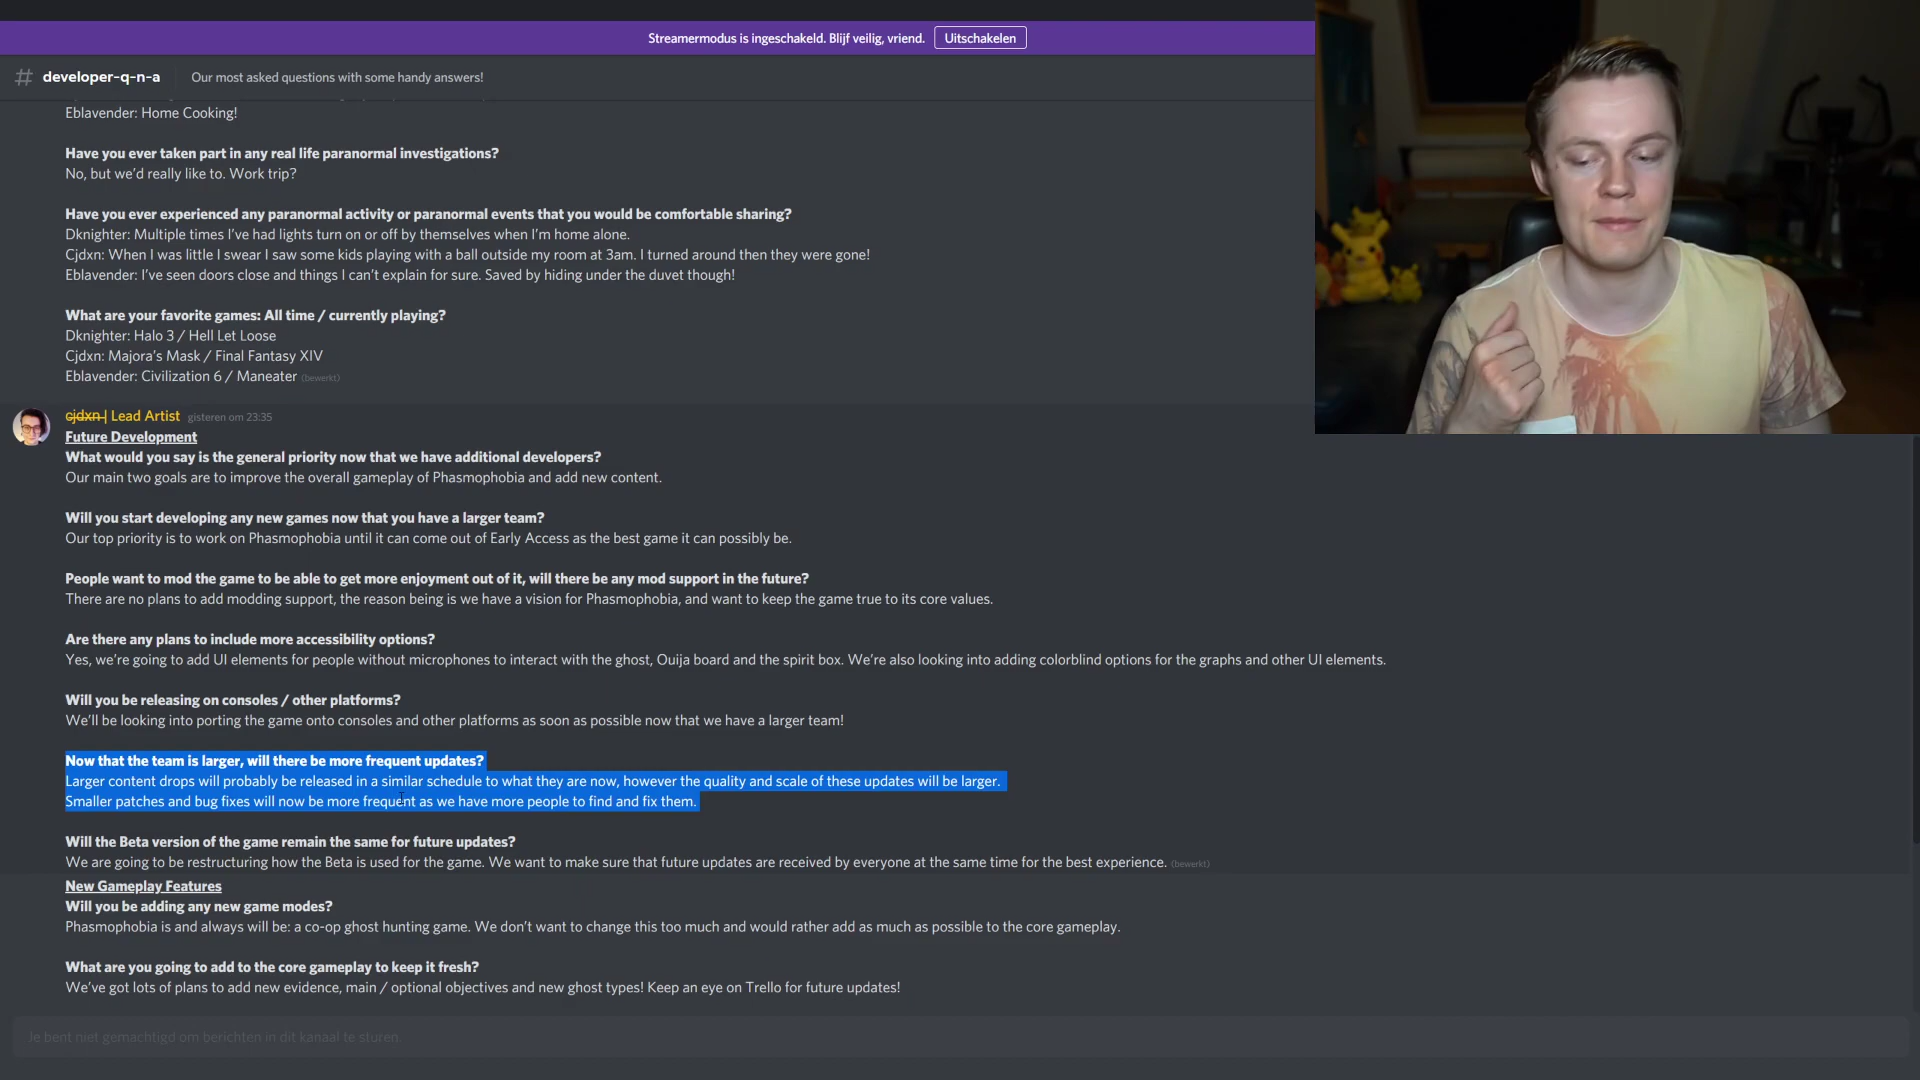 Streamermodus is ingeschakeld. Blijf veilig, vriend. Uitschakelen
# developer-q-n-a Our most asked questions with some handy answers!
Eblavender: Home Cooking!
Have you ever taken part in any real life paranormal investigations?
No, but we'd really like to. Work trip?
Have you ever experienced any paranormal activity or paranormal events that you would be comfortable sharing?
Dknighter: Multiple times I've had lights turn on or off by themselves when I'm home alone.
Cjdxn: When I was little I swear I saw some kids playing with a ball outside my room at 3am. I turned around then they were gone!
Eblavender: I've seen doors close and things I can't explain for sure. Saved by hiding under the duvet though!
What are your favorite games: All time / currently playing?
Dknighter: Halo 3 / Hell Let Loose
Cjdxn: Majora's Mask / Final Fantasy XIV
Eblavender: Civilization 6 / Maneater (bewerkt)
cjdxn | Lead Artist gisteren om 23:35
Future Development
What would you say is the general priority now that we have additional developers?
Our main two goals are to improve the overall gameplay of Phasmophobia and add new content.
Will you start developing any new games now that you have a larger team?
Our top priority is to work on Phasmophobia until it can come out of Early Access as the best game it can possibly be.
People want to mod the game to be able to get more enjoyment out of it, will there be any mod support in the future?
There are no plans to add modding support, the reason being is we have a vision for Phasmophobia, and want to keep the game true to its core values.
Are there any plans to include more accessibility options?
Yes, we're going to add UI elements for people without microphones to interact with the ghost, Ouija board and the spirit box. We're also looking into adding colorblind options for the graphs and other UI elements.
Will you be releasing on consoles / other platforms?
We'll be looking into porting the game onto consoles and other platforms as soon as possible now that we have a larger team!
Now that the team is larger, will there be more frequent updates?
Larger content drops will probably be released in a similar schedule to what they are now, however the quality and scale of these updates will be larger.
Smaller patches and bug fixes will now be more frequent as we have more people to find and fix them.
Will the Beta version of the game remain the same for future updates?
We are going to be restructuring how the Beta is used for the game. We want to make sure that future updates are received by everyone at the same time for the best experience. (bewerkt)
New Gameplay Features
Will you be adding any new game modes?
Phasmophobia is and always will be: a co-op ghost hunting game. We don't want to change this too much and would rather add as much as possible to the core gameplay.
What are you going to add to the core gameplay to keep it fresh?
We've got lots of plans to add new evidence, main / optional objectives and new ghost types! Keep an eye on Trello for future updates!
Je bent niet gemachtigd om berichten in dit kanaal te sturen.